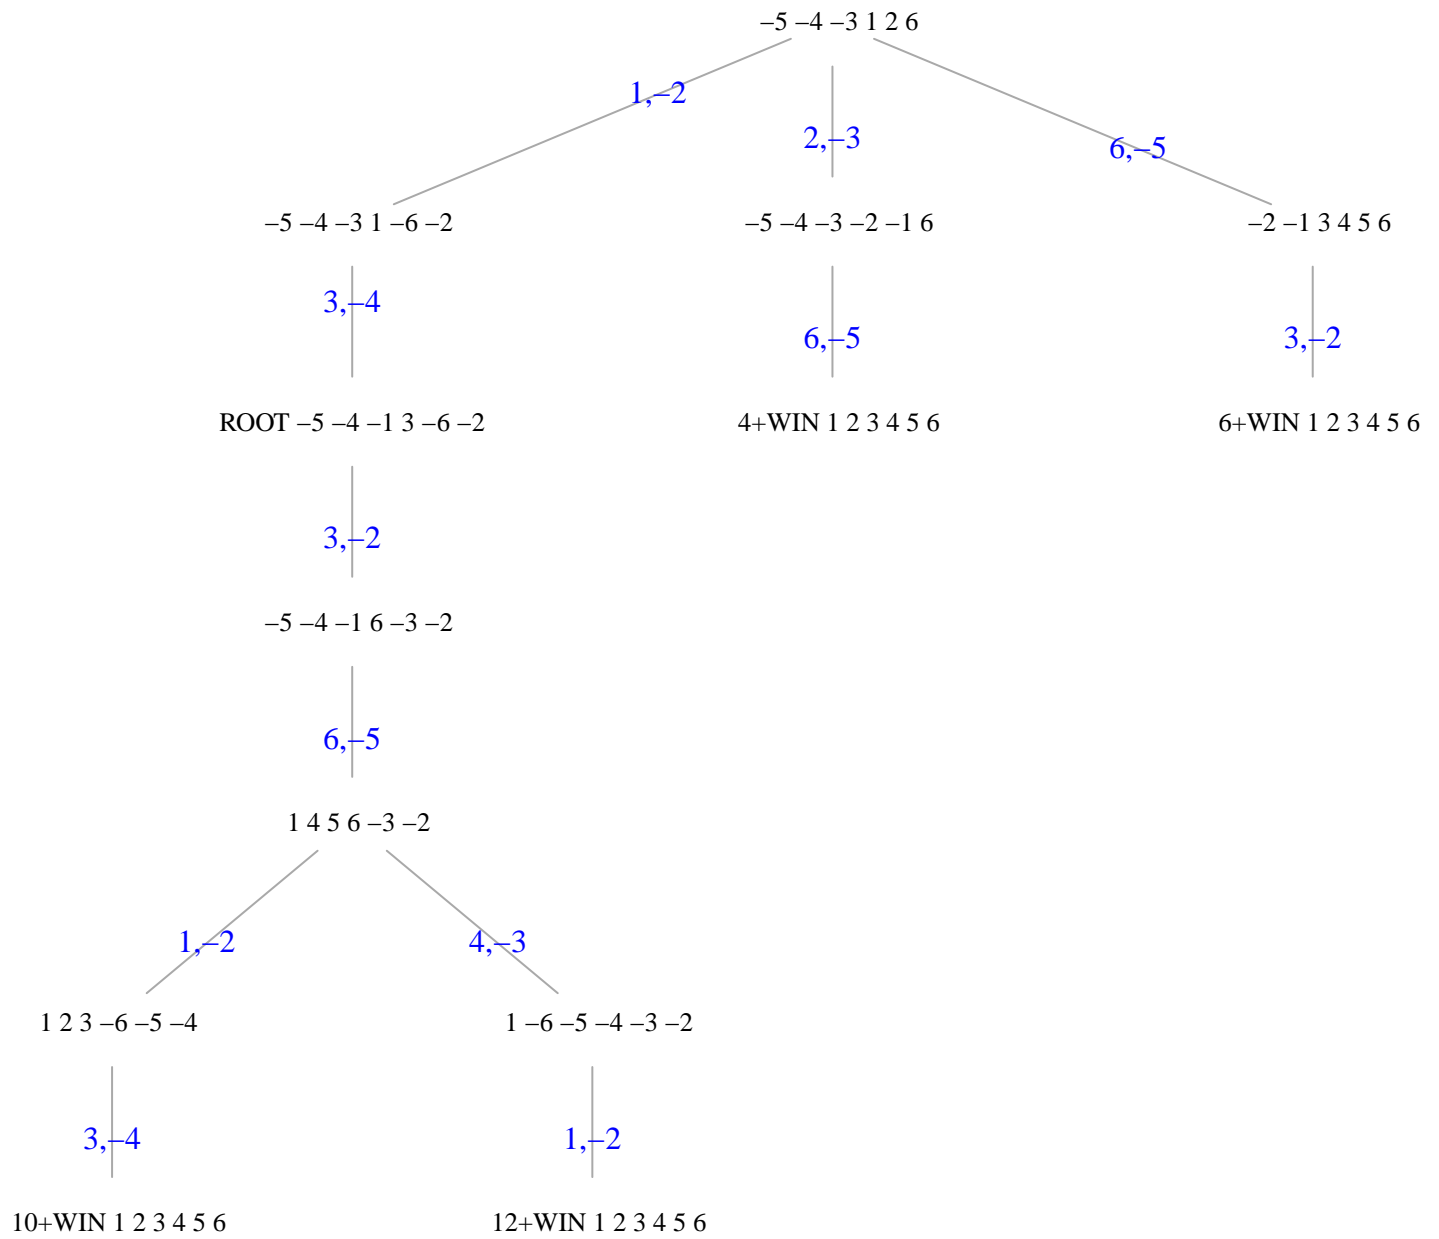 –5 –4 –3 1 2 6
1,–2
2,–3
6,–5
–5 –4 –3 1 –6 –2
–5 –4 –3 –2 –1 6
–2 –1 3 4 5 6
3,–4
6,–5
3,–2
ROOT –5 –4 –1 3 –6 –2
4+WIN 1 2 3 4 5 6
6+WIN 1 2 3 4 5 6
3,–2
–5 –4 –1 6 –3 –2
6,–5
1 4 5 6 –3 –2
1,–2
4,–3
1 2 3 –6 –5 –4
1 –6 –5 –4 –3 –2
3,–4
1,–2
10+WIN 1 2 3 4 5 6
12+WIN 1 2 3 4 5 6